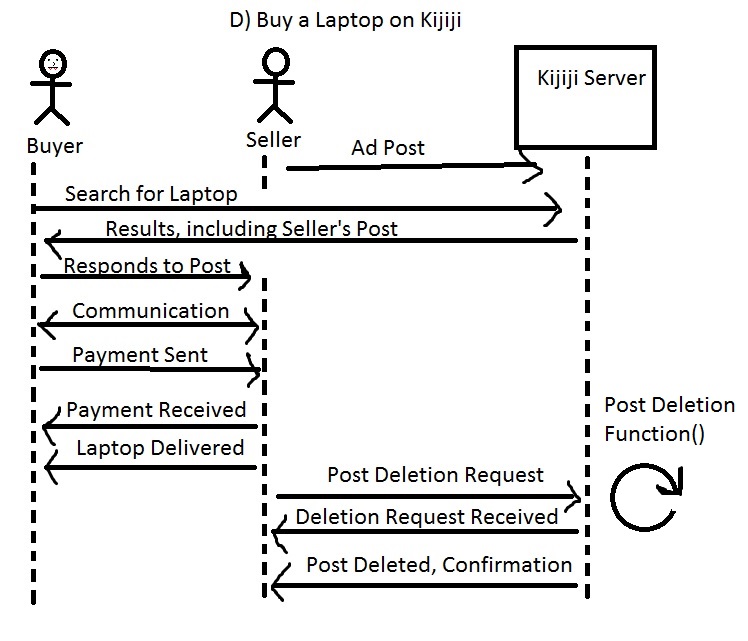 D) Buy a Laptop on Kijiji
Kijiji Server
Buyer
Seller
Ad Post
Search for Laptop
Results, including Seller's Post
Responds to Post
Communication
Payment Sent
Payment Received
Post Deletion
Function()
Laptop Delivered
Post Deletion Request
Deletion Request Received
Post Deleted, Confirmation